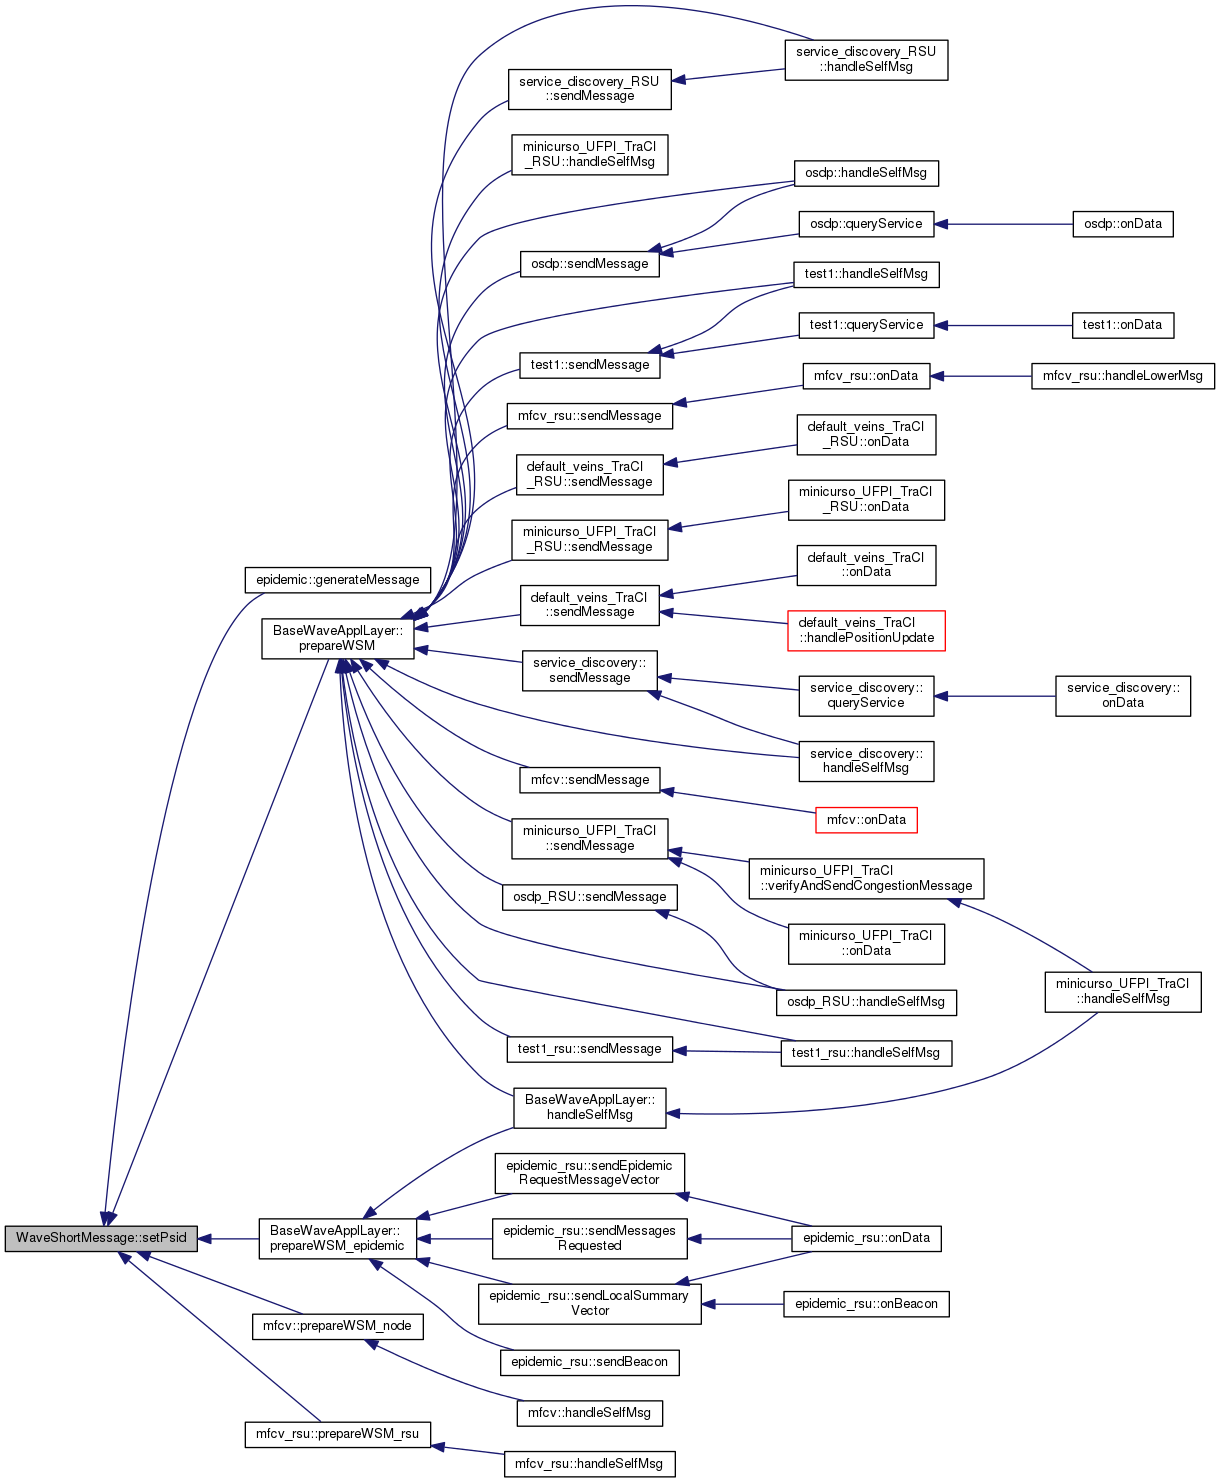 service_discovery_RSU
::handleSelfMsg
service_discovery_RSU
::sendMessage
minicurso_UFPI_TraCI
_RSU::handleSelfMsg
osdp::handleSelfMsg
osdp::queryService
osdp::onData
osdp::sendMessage
test1::handleSelfMsg
test1::queryService
test1::onData
test1::sendMessage
mfcv_rsu::onData
mfcv_rsu::handleLowerMsg
mfcv_rsu::sendMessage
default_veins_TraCI
_RSU::onData
default_veins_TraCI
_RSU::sendMessage
minicurso_UFPI_TraCI
_RSU::onData
minicurso_UFPI_TraCI
_RSU::sendMessage
default_veins_TraCI
::onData
epidemic::generateMessage
default_veins_TraCI
::sendMessage
default_veins_TraCI
::handlePositionUpdate
BaseWaveApplLayer::
prepareWSM
service_discovery::
sendMessage
service_discovery::
queryService
service_discovery::
onData
service_discovery::
handleSelfMsg
mfcv::sendMessage
mfcv::onData
minicurso_UFPI_TraCI
::sendMessage
minicurso_UFPI_TraCI
::verifyAndSendCongestionMessage
osdp_RSU::sendMessage
minicurso_UFPI_TraCI
::onData
minicurso_UFPI_TraCI
::handleSelfMsg
osdp_RSU::handleSelfMsg
test1_rsu::sendMessage
test1_rsu::handleSelfMsg
BaseWaveApplLayer::
handleSelfMsg
epidemic_rsu::sendEpidemic
RequestMessageVector
WaveShortMessage::setPsid
BaseWaveApplLayer::
prepareWSM_epidemic
epidemic_rsu::sendMessages
Requested
epidemic_rsu::onData
epidemic_rsu::sendLocalSummary
Vector
epidemic_rsu::onBeacon
mfcv::prepareWSM_node
epidemic_rsu::sendBeacon
mfcv::handleSelfMsg
mfcv_rsu::prepareWSM_rsu
mfcv_rsu::handleSelfMsg